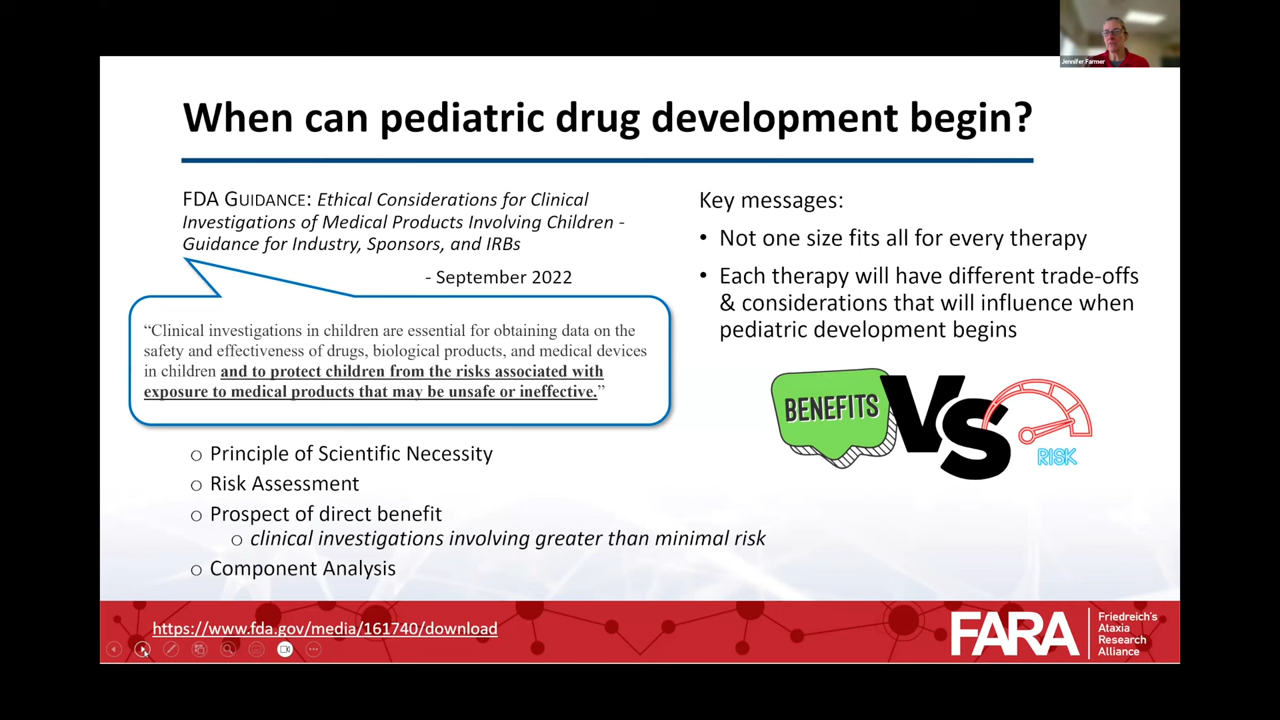 Jennifer Farmer
When can pediatric drug development begin?
FDA GUIDANCE: Ethical Considerations for Clinical
Investigations of Medical Products Involving Children -
Guidance for Industry, Sponsors, and IRBs
- September 2022
“Clinical investigations in children are essential for obtaining data on the
safety and effectiveness of drugs, biological products, and medical devices
in children and to protect children from the risks associated with
exposure to medical products that may be unsafe or ineffective.”
o Principle of Scientific Necessity
o Risk Assessment
o Prospect of direct benefit
o clinical investigations involving greater than minimal risk
o Component Analysis
Key messages:
• Not one size fits all for every therapy
• Each therapy will have different trade-offs
& considerations that will influence when
pediatric development begins
BENEFITS
VS
RISK
https://www.fda.gov/media/161740/download
FARA
Friedreich's
Ataxia
Research
Alliance